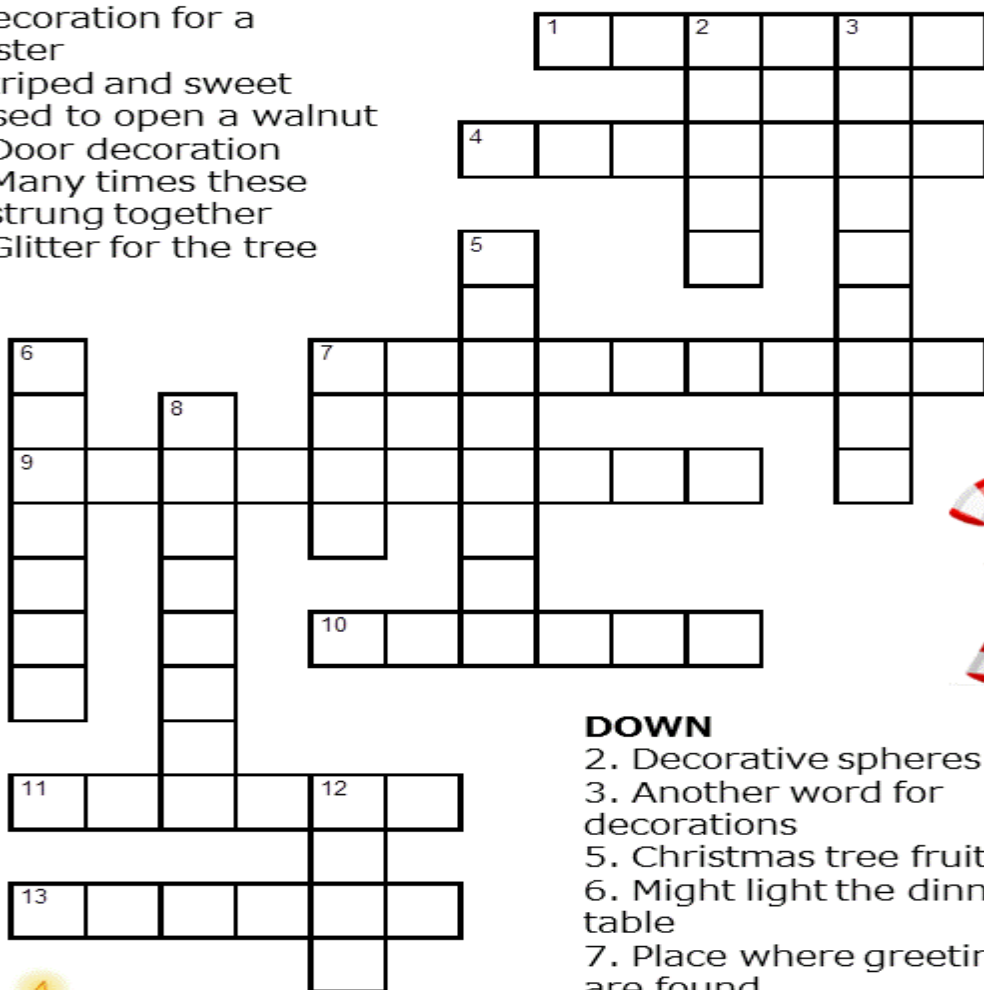 ecoration for a
ster
riped and sweet
sed to open a walnut
Door decoration
Many times these
strung together
Glitter for the tree
1 2 3
4
5
6 7
8
9
10
11 12
13
DOWN
2. Decorative spheres
3. Another word for
decorations
5. Christmas tree fruit
6. Might light the dinn
table
7. Place where greetin
are found